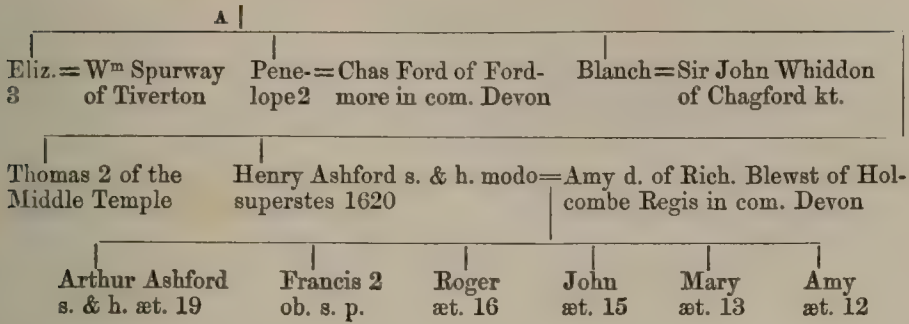 A
Eliz.=Wm Spurway Pene-=Chas Ford of Ford- Blanch=Sir John Whiddon
3 of Tiverton lope2 more in com. Devon of Chagford kt.
Thomas 2 of the Henry Ashford s. & h. modo=Amy d. of Rich. Blewst of Hol-
Middle Temple superstes 1620 combe Regis in com. Devon
Arthur Ashford Francis 2 Roger John Mary Amy
s. & h. æt. 19 ob. s. p. æt. 16 æt. 15 æt. 13 æt. 12